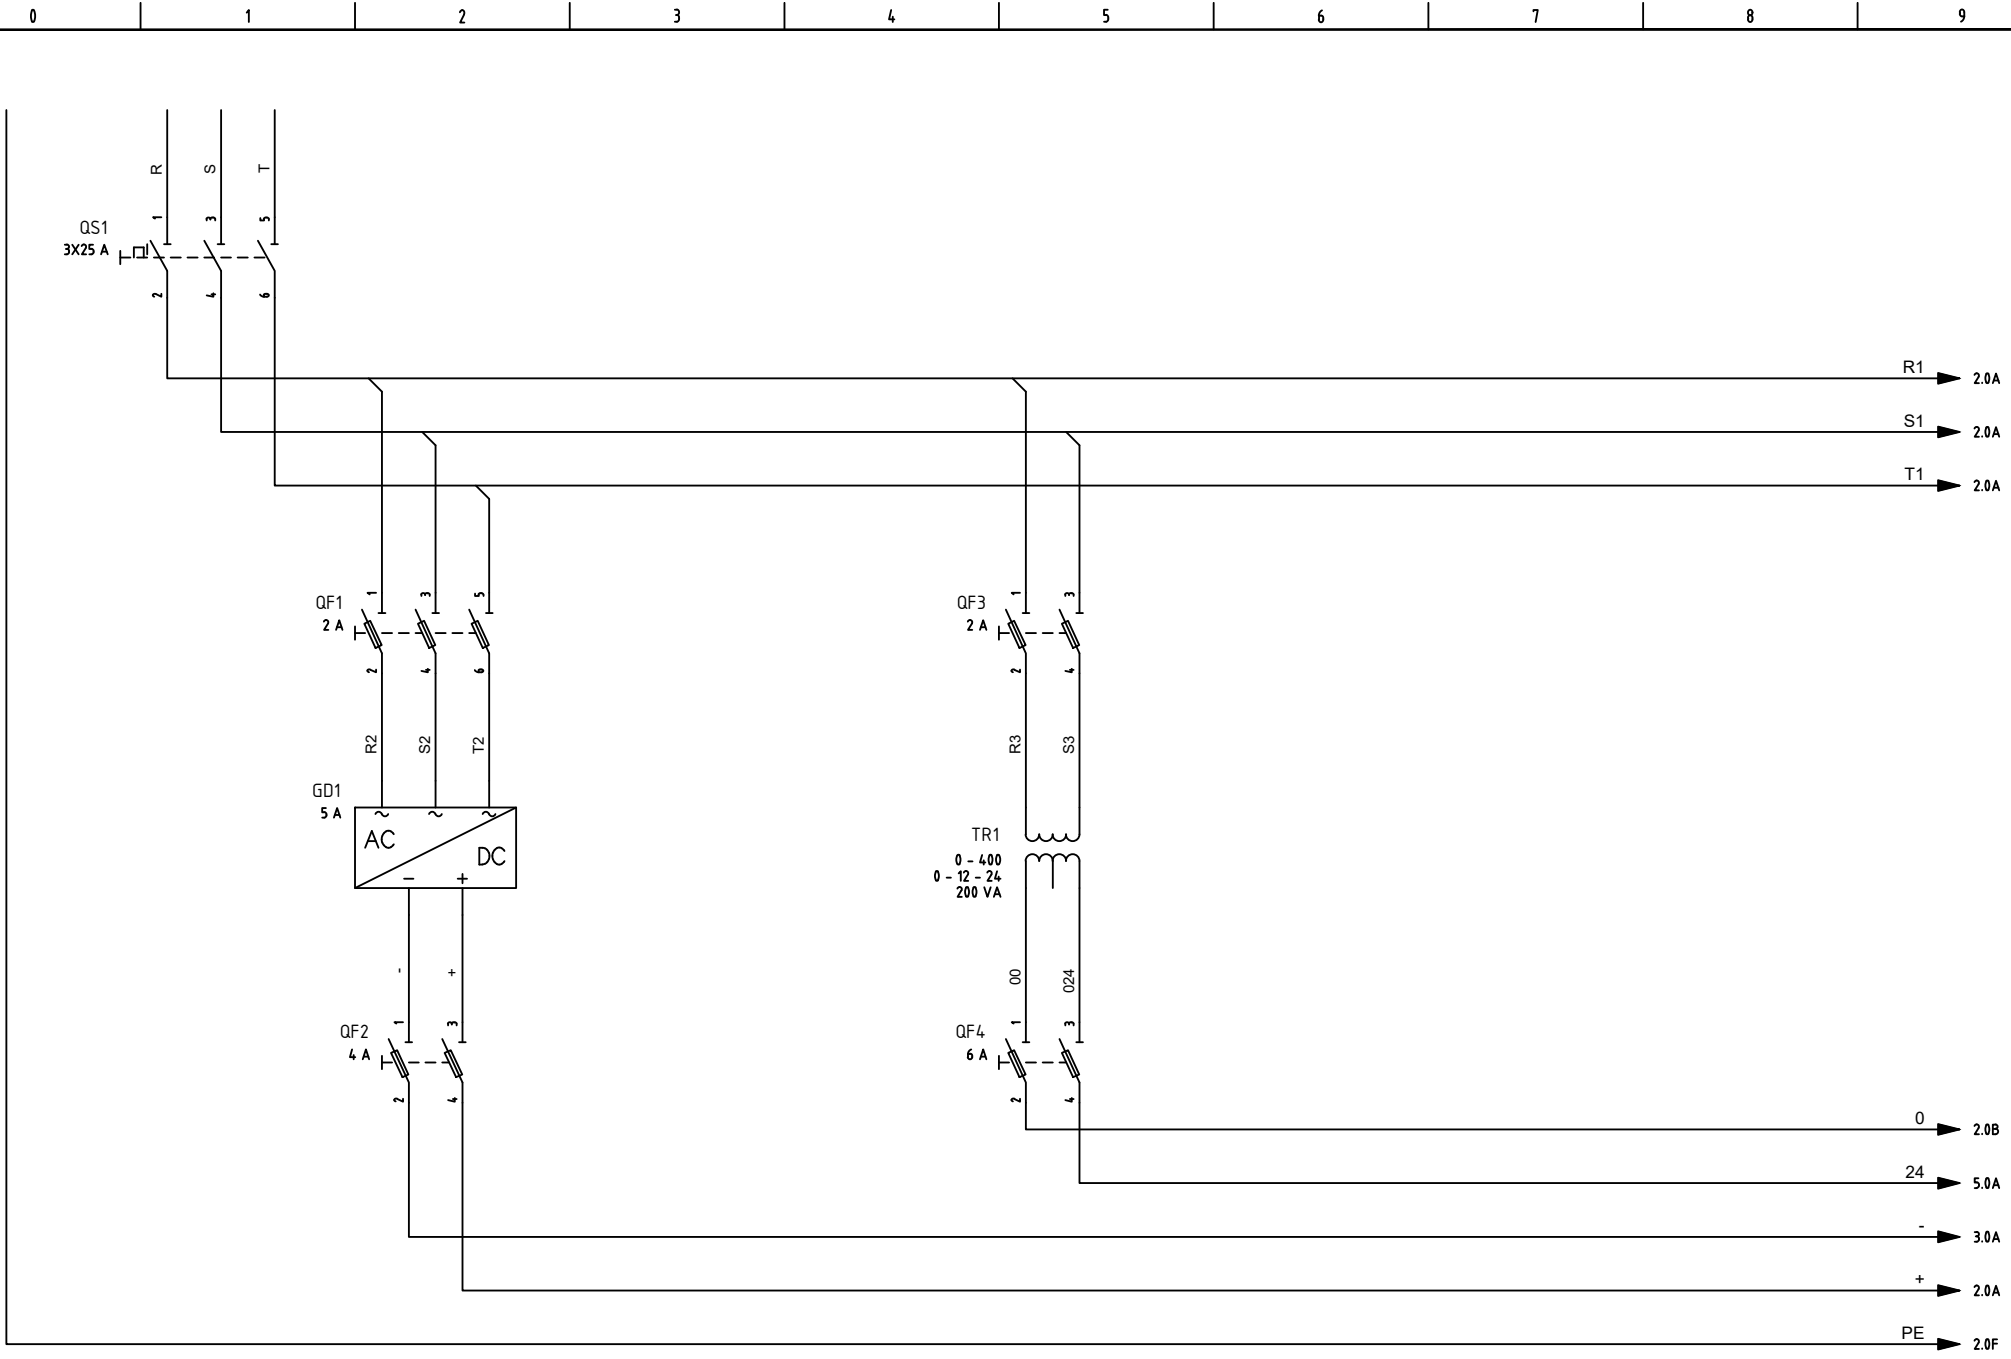 0 1 2 3 4 5 6 7 8 9
R S T
1 3 5
QS1
3X25 A
2 4 6
R1 2.0A
S1 2.0A
T1 2.0A
1 3 5
QF1
2 A
2 4 6
1 3
QF3
2 A
2 4
R2 S2 T2
R3 S3
GD1
5 A
~ ~ ~
AC
DC
- +
TR1
0 - 400
0 - 12 - 24
200 VA
- +
00 024
1 3
QF2
4 A
2 4
1 3
QF4
6 A
2 4
0 2.0B
24 5.0A
- 3.0A
+ 2.0A
PE 2.0F